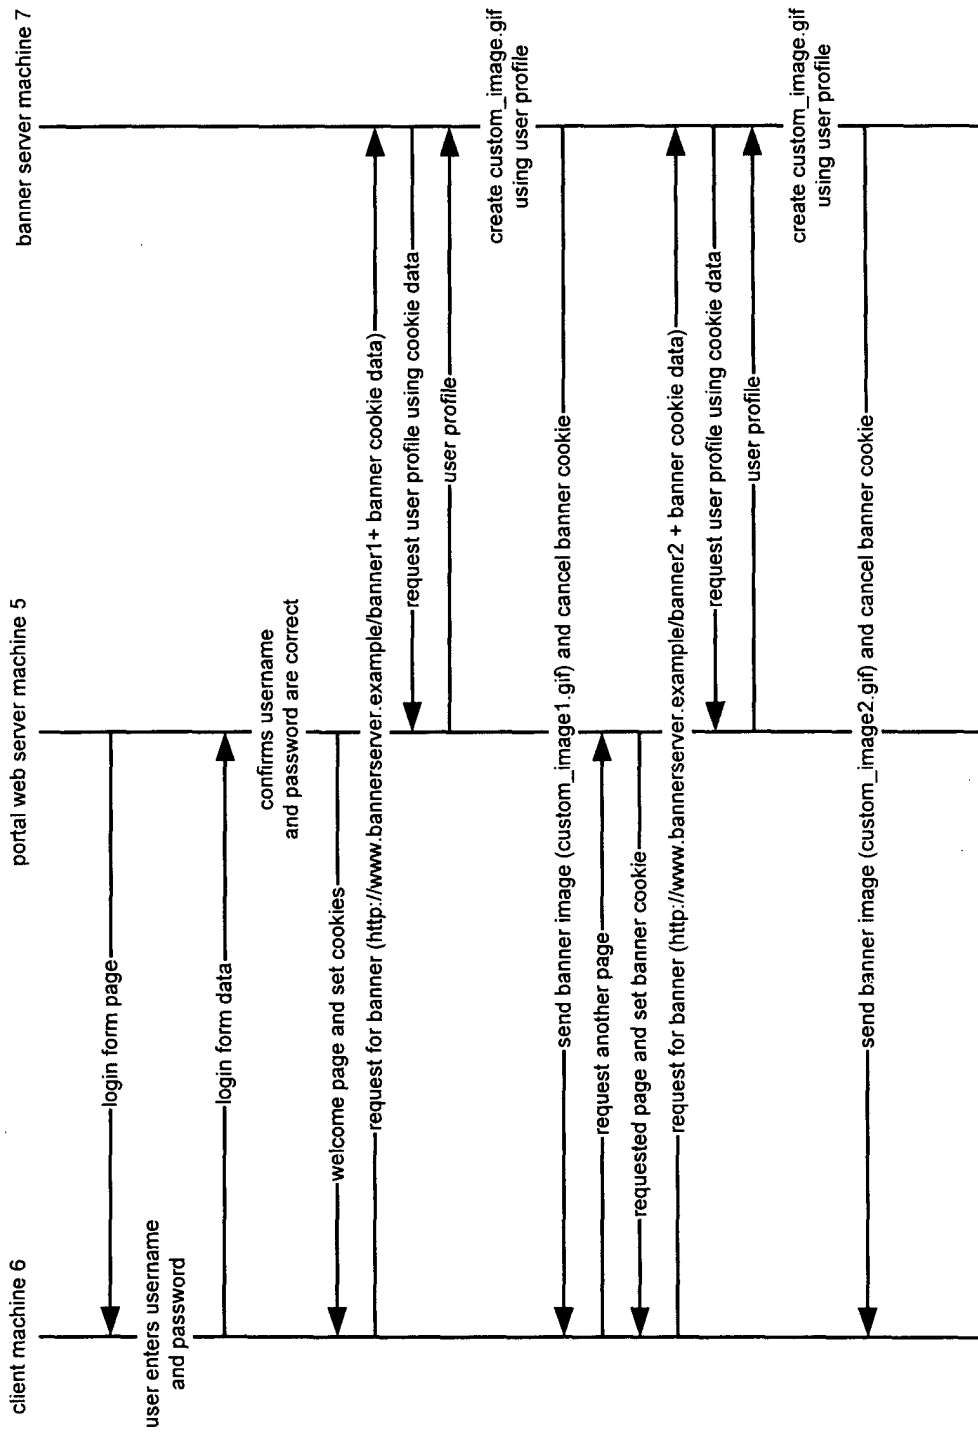 client machine 6
portal web server machine 5
banner server machine 7
login form page
user enters username
and password
login form data
confirms username
and password are correct
welcome page and set cookies
request for banner (http://www.bannerserver.example/banner1+ banner cookie data)
request user profile using cookie data
user profile
create custom_image.gif
using user profile
send banner image (custom_image1.gif) and cancel banner cookie
request another page
requested page and set banner cookie
request for banner (http://www.bannerserver.example/banner2 + banner cookie data)
request user profile using cookie data
user profile
create custom_image.gif
using user profile
send banner image (custom_image2.gif) and cancel banner cookie